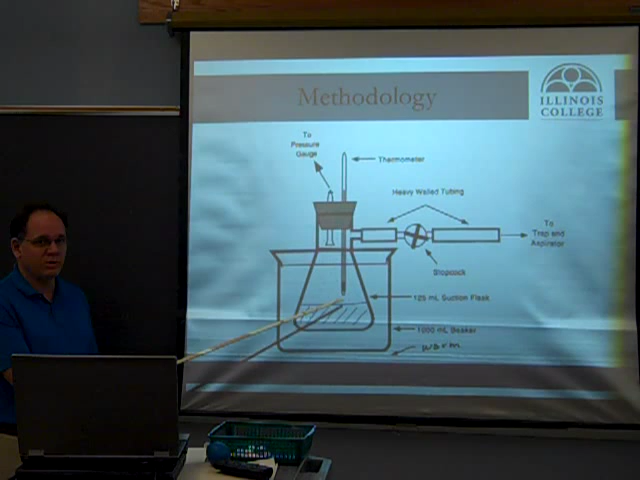 Methodology
ILLINOIS
COLLEGE
To
Pressure
Gauge
Thermometer
Heavy Walled Tubing
To
Trap and
Aspirator
Stopcock
125 mL Suction Flask
1000 mL Beaker
warm